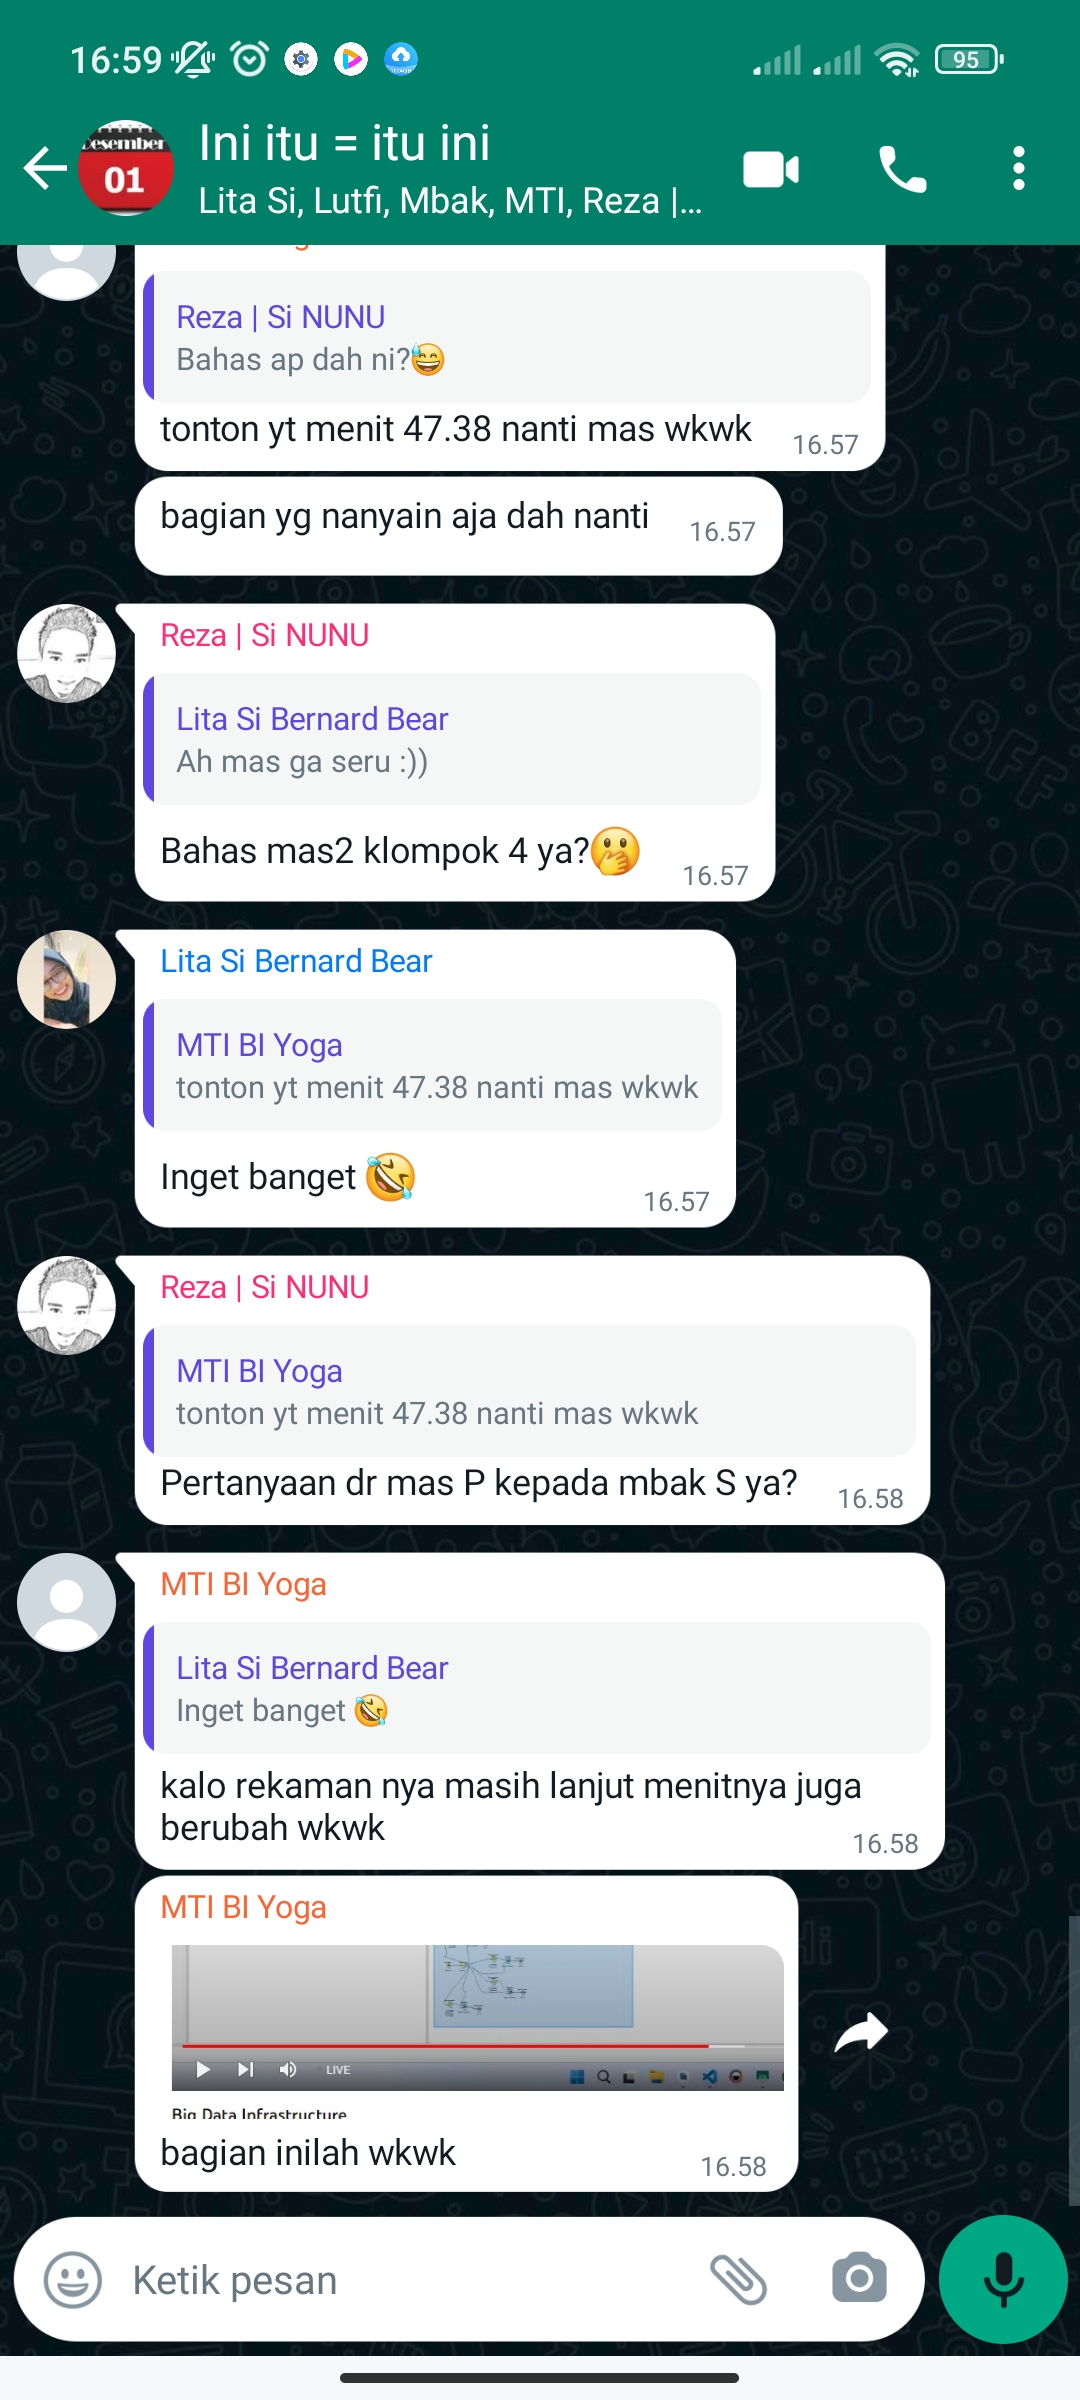 16:59
95
Desember
01
Ini itu = itu ini
Lita Si, Lutfi, Mbak, MTI, Reza |...
Reza | Si NUNU
Bahas ap dah ni?😅
tonton yt menit 47.38 nanti mas wkwk
16.57
bagian yg nanyain aja dah nanti
16.57
Reza | Si NUNU
Lita Si Bernard Bear
Ah mas ga seru :))
Bahas mas2 klompok 4 ya?🤭
16.57
Lita Si Bernard Bear
MTI BI Yoga
tonton yt menit 47.38 nanti mas wkwk
Inget banget 🤣
16.57
Reza | Si NUNU
MTI BI Yoga
tonton yt menit 47.38 nanti mas wkwk
Pertanyaan dr mas P kepada mbak S ya?
16.58
MTI BI Yoga
Lita Si Bernard Bear
Inget banget 🤣
kalo rekaman nya masih lanjut menitnya juga
berubah wkwk
16.58
MTI BI Yoga
LIVE
Big Data Infrastructure
bagian inilah wkwk
16.58
Ketik pesan